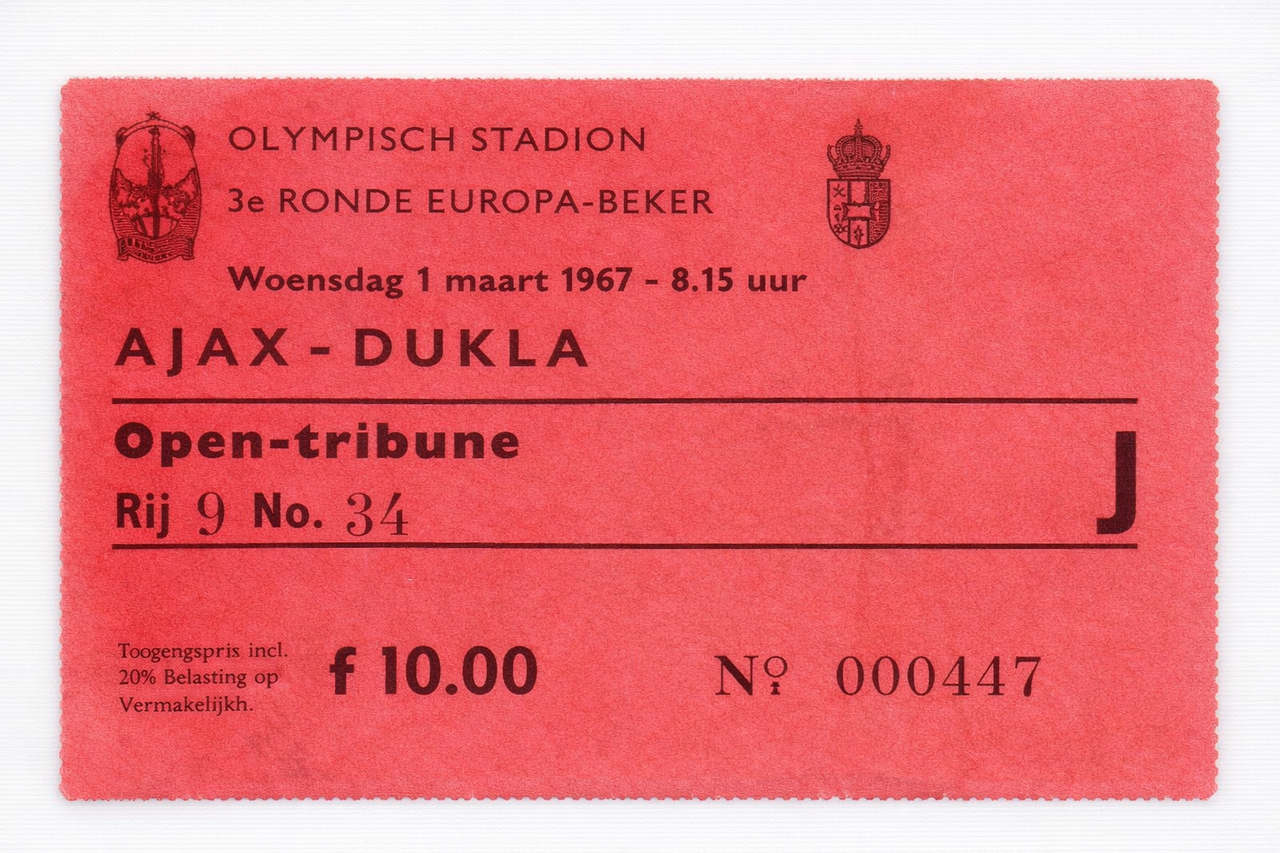 OLYMPISCH STADION
3e RONDE EUROPA-BEKER
Woensdag 1 maart 1967 - 8.15 uur
AJAX - DUKLA
Open-tribune
J
Rij 9 No. 34
Toogengspris incl.
20% Belasting op
Vermakelijkh.
f 10.00
Nº 000447